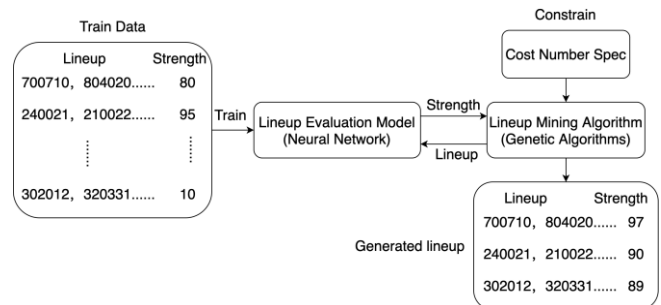 Train Data
Lineup Strength
700710, 804020...... 80
240021, 210022...... 95
302012, 320331...... 10
Train
Lineup Evaluation Model
(Neural Network)
Strength
Lineup
Constrain
Cost Number Spec
Lineup Mining Algorithm
(Genetic Algorithms)
Generated lineup
Lineup Strength
700710, 804020...... 97
240021, 210022...... 90
302012, 320331...... 89